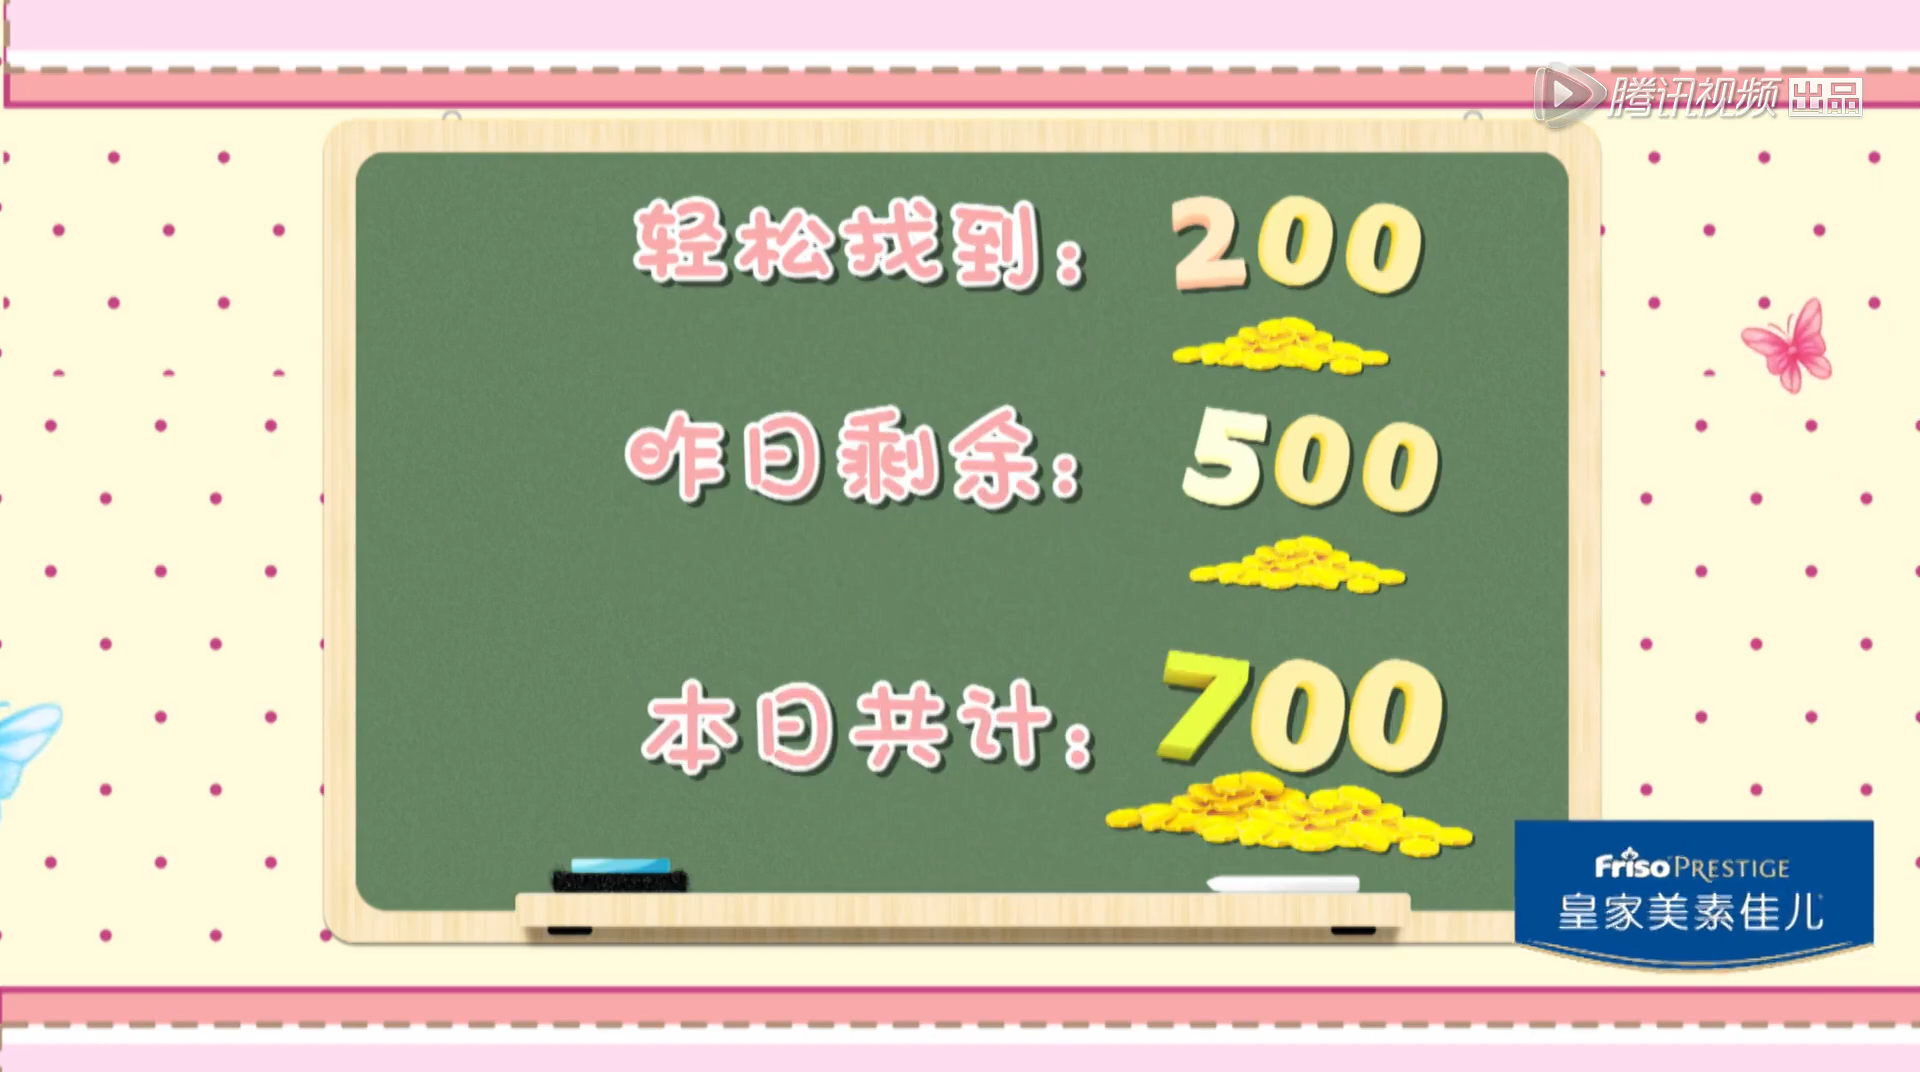 腾讯视频 出品
轻松找到：200
昨日剩余：500
本日共计：700
Friso PRESTIGE
皇家美素佳儿